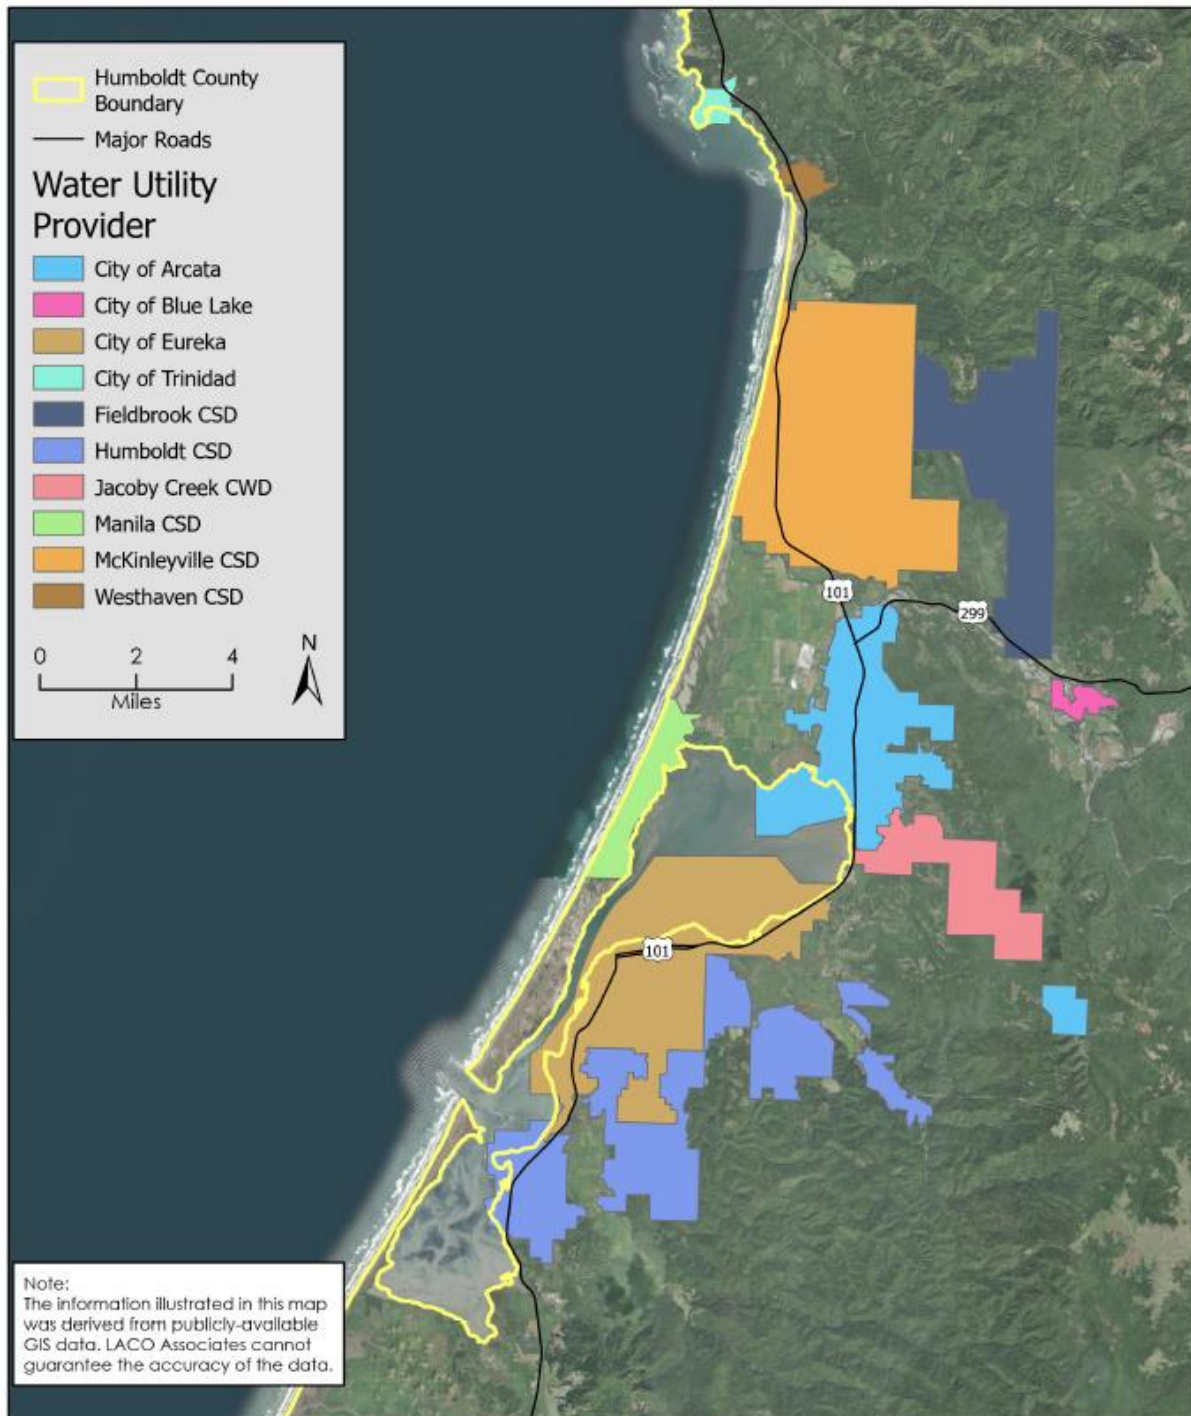 Humboldt County
Boundary
Major Roads
Water Utility
Provider
City of Arcata
City of Blue Lake
City of Eureka
City of Trinidad
Fieldbrook CSD
Humboldt CSD
Jacoby Creek CWD
Manila CSD
McKinleyville CSD
Westhaven CSD
N
0 2 4
Miles
101
299
101
Note:
The information illustrated in this map
was derived from publicly-available
GIS data. LACO Associates cannot
guarantee the accuracy of the data.